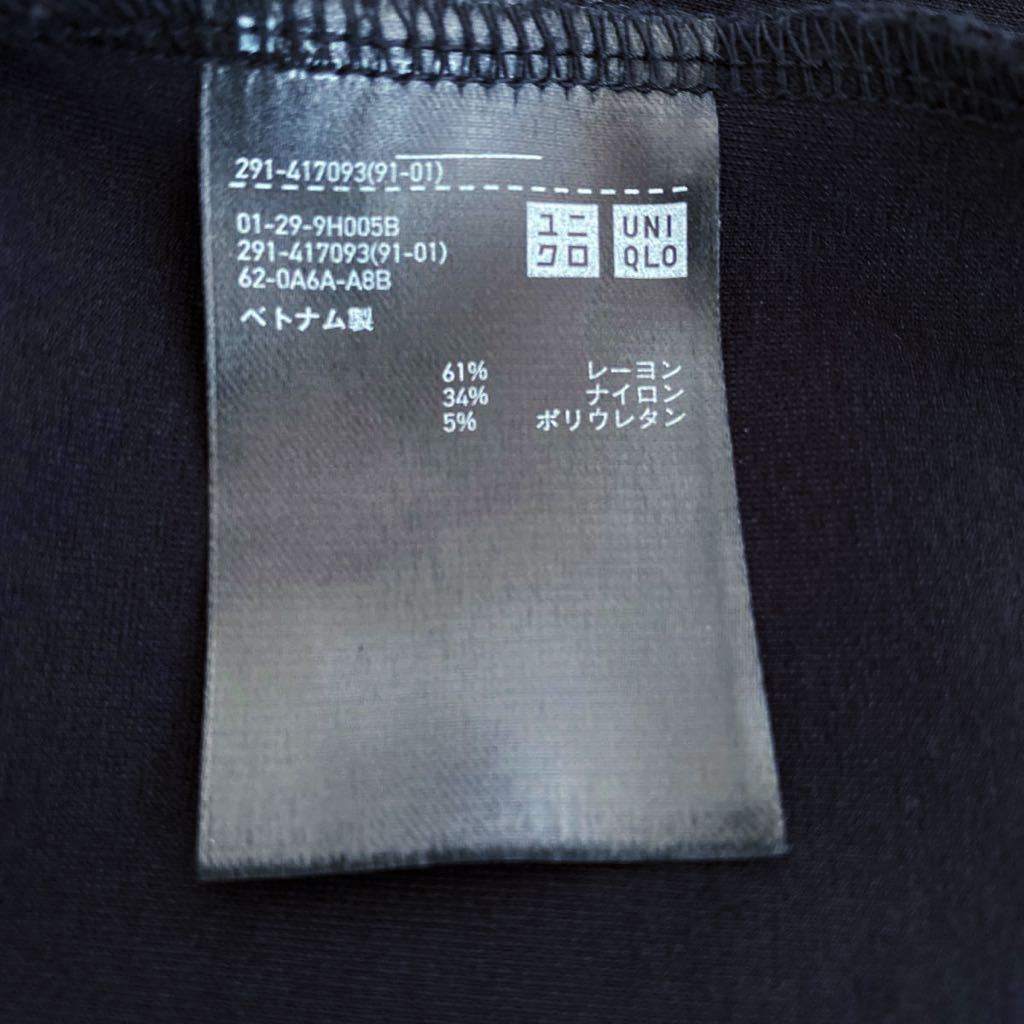 291-417093(91-01)
01-29-9H005B
291-417093(91-01)
62-0A6A-A8B
ベトナム製
ユニ
クロ
UNI
QLO
61% レーヨン
34% ナイロン
5% ポリウレタン